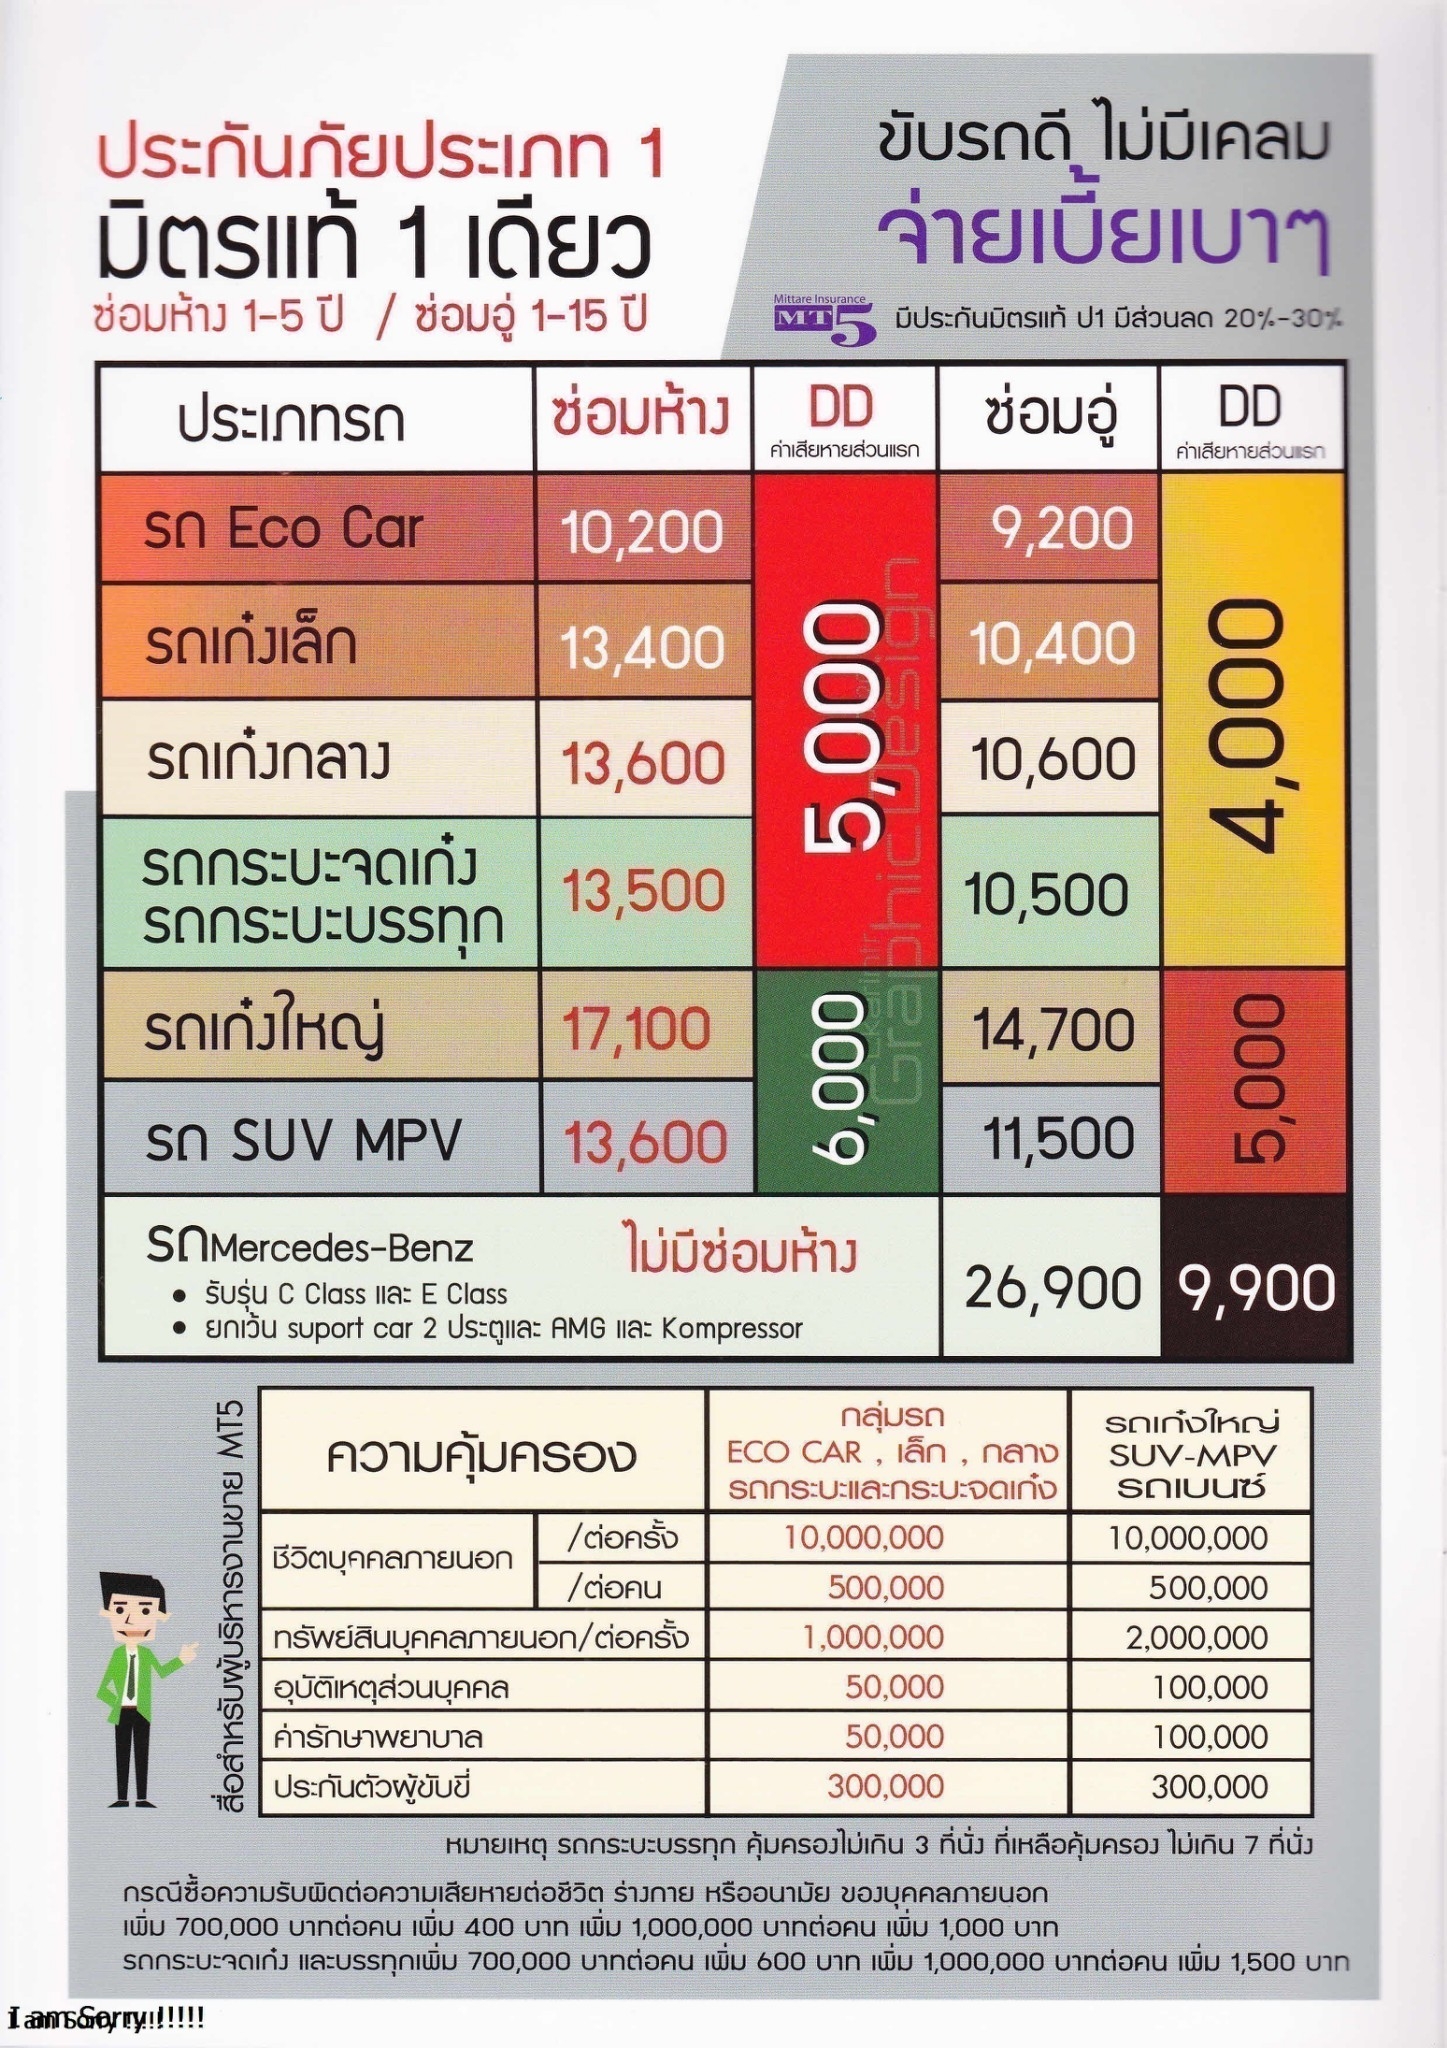 ประกันภัยประเภท 1
มิตรแท้ 1 เดียว
ซ่อมห้าง 1-5 ปี / ซ่อมอู่ 1-15 ปี
ขับรถดี ไม่มีเคลม
จ่ายเบี้ยเบาๆ
Mittare Insurance
MT5
มีประกันมิตรแท้ ป1 มีส่วนลด 20%-30%
ประเภทรถ ซ่อมห้าง DD ซ่อมอู่ DD
ค่าเสียหายส่วนแรก ค่าเสียหายส่วนแรก
รถ Eco Car 10,200 9,200
รถเก๋งเล็ก 13,400 10,400
5,000 4,000
รถเก๋งกลาง 13,600 10,600
รถกระบะจดเก๋ง
รถกระบะบรรทุก
13,500 10,500
รถเก๋งใหญ่ 17,100 14,700
6,000 5,000
รถ SUV MPV 13,600 11,500
Ekarintr
Graphic Design
รถMercedes-Benz ไม่มีซ่อมห้าง
26,900 9,900
• รับรุ่น C Class และ E Class
• ยกเว้น suport car 2 ประตูและ AMG และ Kompressor
สื่อสำหรับผู้บริหารงานขาย MT5
ความคุ้มครอง
กลุ่มรถ
ECO CAR , เล็ก , กลาง
รถกระบะและกระบะจดเก๋ง
รถเก๋งใหญ่
SUV-MPV
รถเบนซ์
ชีวิตบุคคลภายนอก
/ต่อครั้ง 10,000,000 10,000,000
/ต่อคน 500,000 500,000
ทรัพย์สินบุคคลภายนอก/ต่อครั้ง 1,000,000 2,000,000
อุบัติเหตุส่วนบุคคล 50,000 100,000
ค่ารักษาพยาบาล 50,000 100,000
ประกันตัวผู้ขับขี่ 300,000 300,000
หมายเหตุ รถกระบะบรรทุก คุ้มครองไม่เกิน 3 ที่นั่ง ที่เหลือคุ้มครอง ไม่เกิน 7 ที่นั่ง
กรณีซื้อความรับผิดต่อความเสียหายต่อชีวิต ร่างกาย หรืออนามัย ของบุคคลภายนอก
เพิ่ม 700,000 บาทต่อคน เพิ่ม 400 บาท เพิ่ม 1,000,000 บาทต่อคน เพิ่ม 1,000 บาท
รถกระบะจดเก๋ง และบรรทุกเพิ่ม 700,000 บาทต่อคน เพิ่ม 600 บาท เพิ่ม 1,000,000 บาทต่อคน เพิ่ม 1,500 บาท
I am Sorry !!!!!